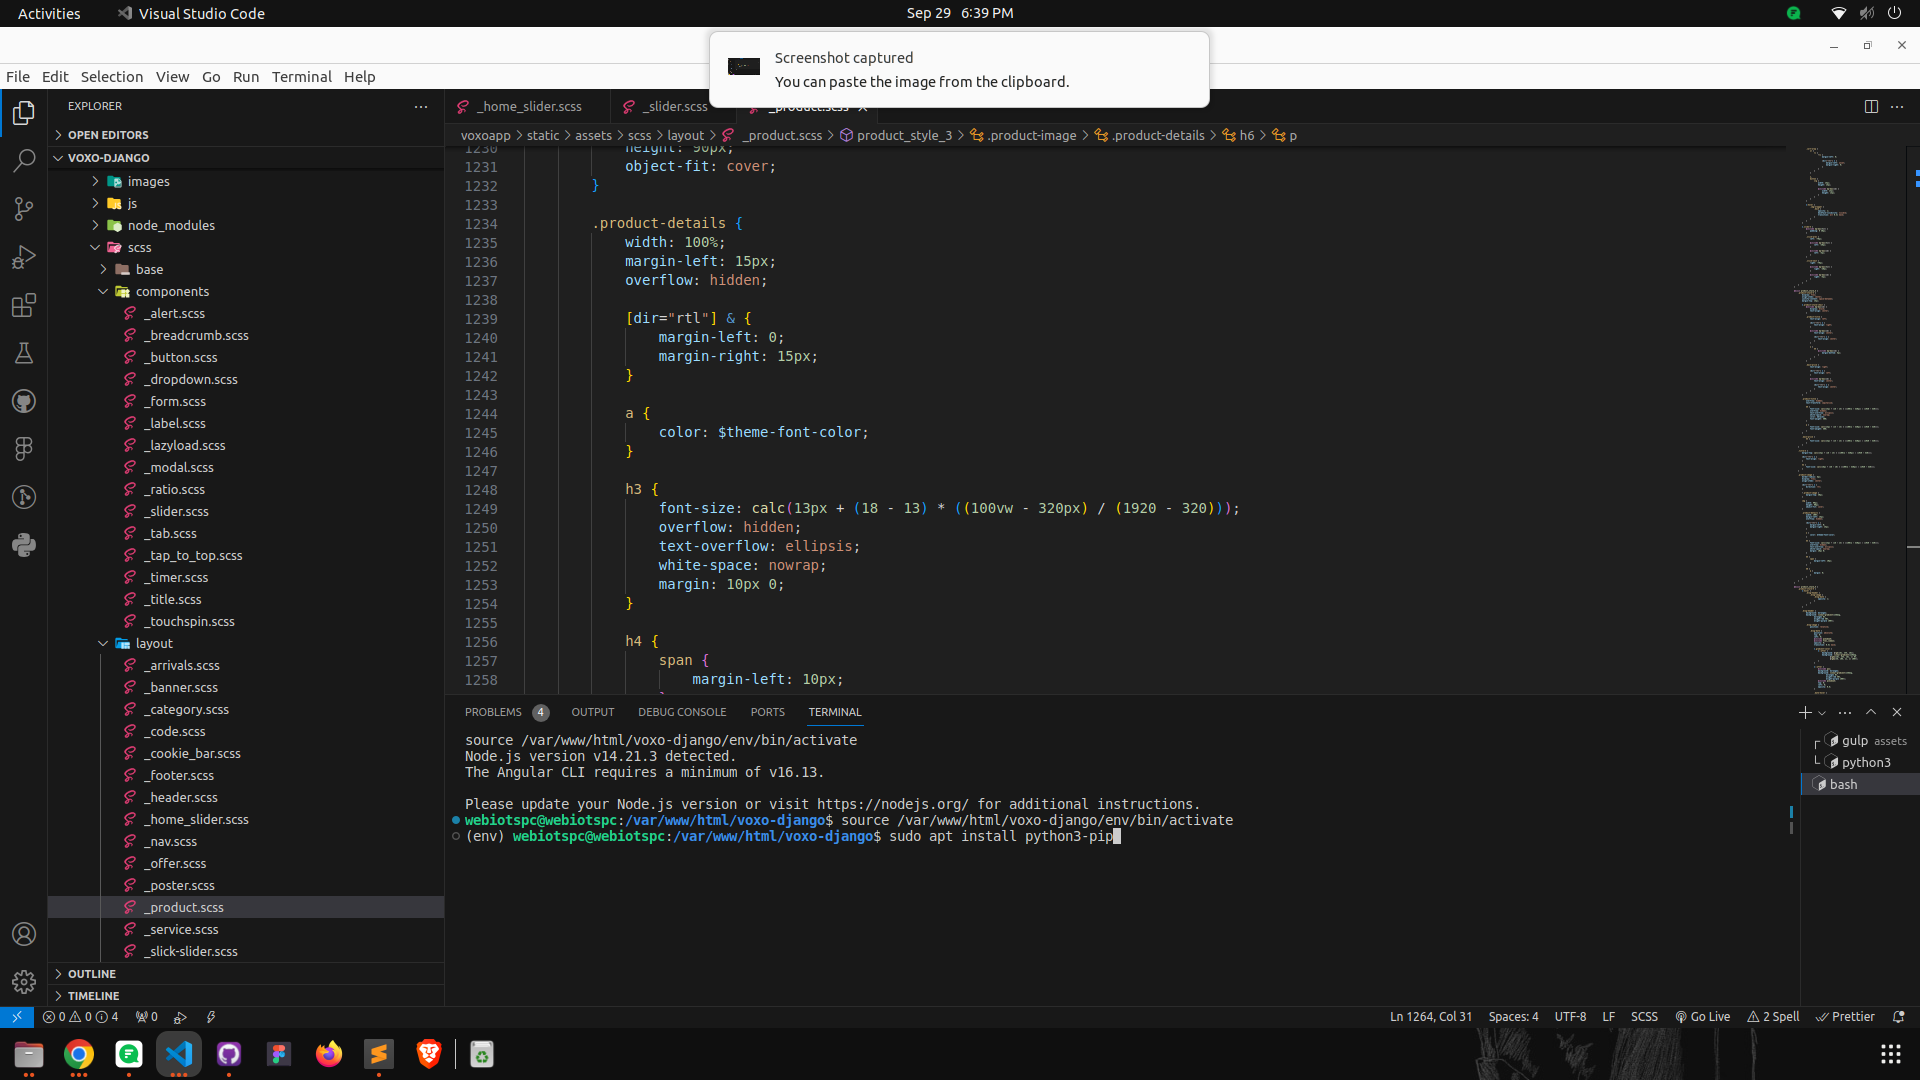 Activities
Visual Studio Code
Sep 29 6:39 PM
Screenshot captured
You can paste the image from the clipboard.
File Edit Selection View Go Run Terminal Help
EXPLORER
OPEN EDITORS
VOXO-DJANGO
images
js
node_modules
scss
base
components
_alert.scss
_breadcrumb.scss
_button.scss
_dropdown.scss
_form.scss
_label.scss
_lazyload.scss
_modal.scss
_ratio.scss
_slider.scss
_tab.scss
_tap_to_top.scss
_timer.scss
_title.scss
_touchspin.scss
layout
_arrivals.scss
_banner.scss
_category.scss
_code.scss
_cookie_bar.scss
_footer.scss
_header.scss
_home_slider.scss
_nav.scss
_offer.scss
_poster.scss
_product.scss
_service.scss
_slick-slider.scss
OUTLINE
TIMELINE
_home_slider.scss
_slider.scss
_product.scss
voxoapp > static > assets > scss > layout > _product.scss > product_style_3 > .product-image > .product-details > h6 > p
1230 height: 90px;
1231 object-fit: cover;
1232 }
1233
1234 .product-details {
1235 width: 100%;
1236 margin-left: 15px;
1237 overflow: hidden;
1238
1239 [dir="rtl"] & {
1240 margin-left: 0;
1241 margin-right: 15px;
1242 }
1243
1244 a {
1245 color: $theme-font-color;
1246 }
1247
1248 h3 {
1249 font-size: calc(13px + (18 - 13) * ((100vw - 320px) / (1920 - 320)));
1250 overflow: hidden;
1251 text-overflow: ellipsis;
1252 white-space: nowrap;
1253 margin: 10px 0;
1254 }
1255
1256 h4 {
1257 span {
1258 margin-left: 10px;
PROBLEMS 4 OUTPUT DEBUG CONSOLE PORTS TERMINAL
source /var/www/html/voxo-django/env/bin/activate
Node.js version v14.21.3 detected.
The Angular CLI requires a minimum of v16.13.
Please update your Node.js version or visit https://nodejs.org/ for additional instructions.
webiotspc@webiotspc:/var/www/html/voxo-django$ source /var/www/html/voxo-django/env/bin/activate
(env) webiotspc@webiotspc:/var/www/html/voxo-django$ sudo apt install python3-pip
gulp assets
python3
bash
0 0 4 0
Ln 1264, Col 31 Spaces: 4 UTF-8 LF SCSS Go Live 2 Spell Prettier